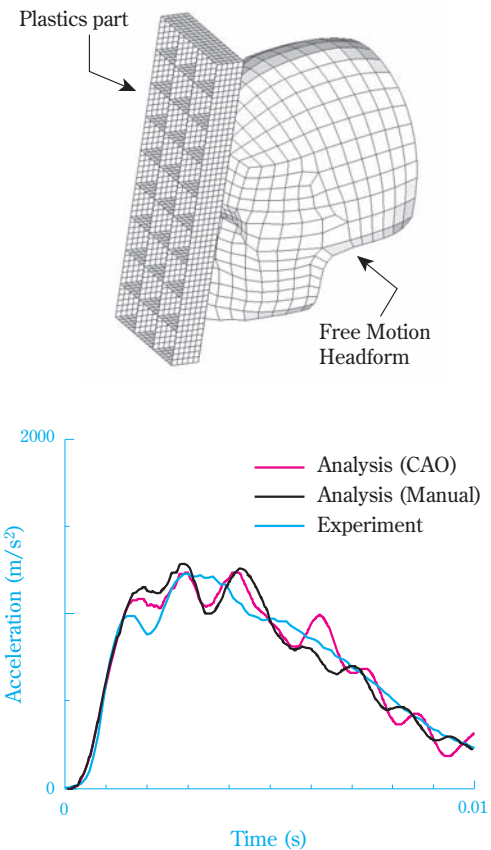 Plastics part
Free Motion
Headform
2000
Analysis (CAO)
Analysis (Manual)
Experiment
Acceleration (m/s²)
0
0
0.01
Time (s)